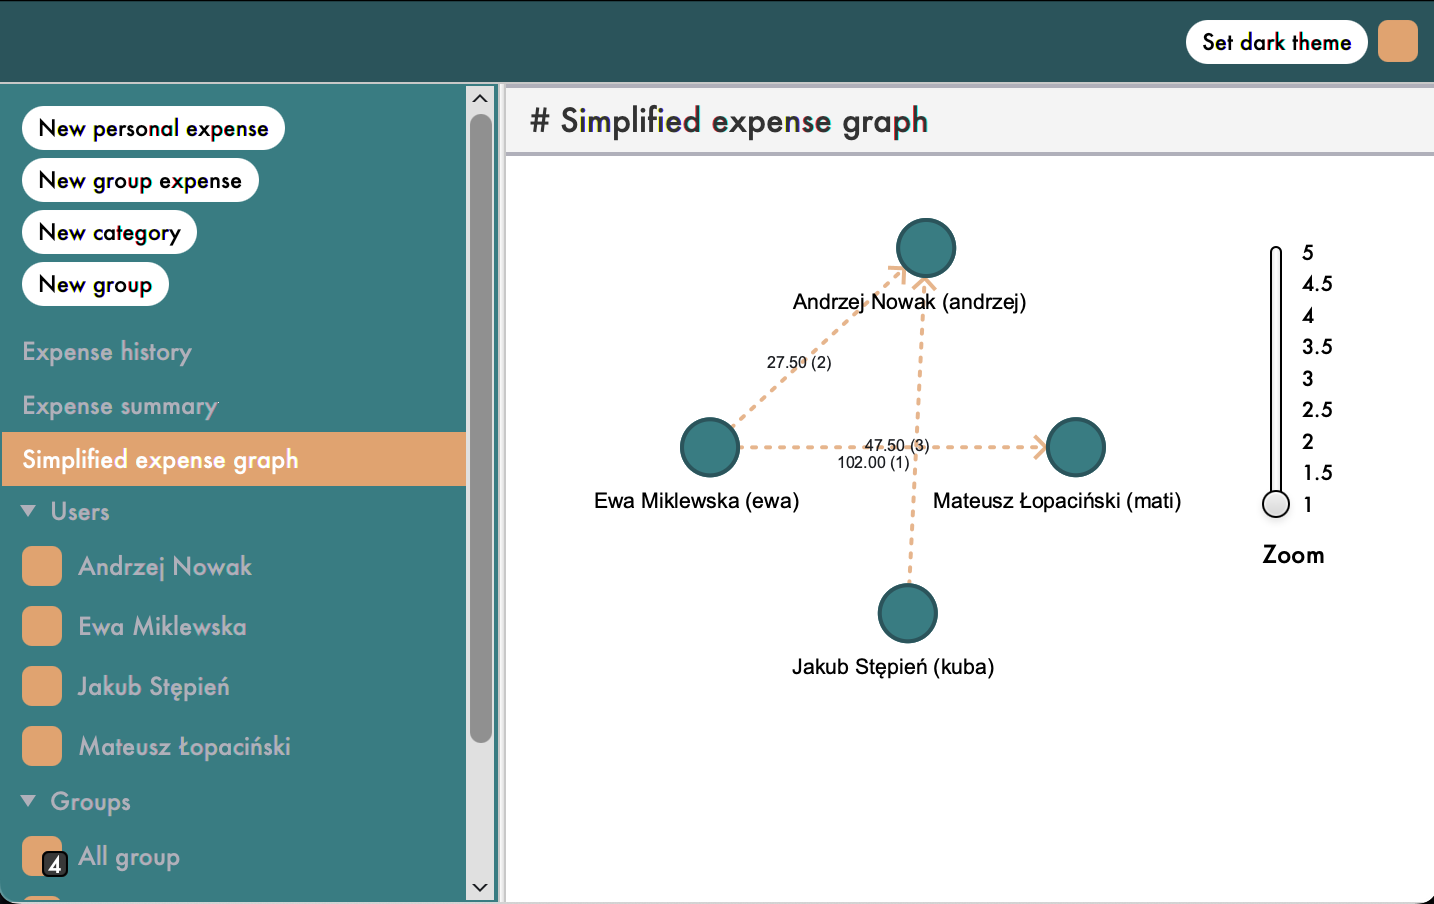 Set dark theme
New personal expense
New group expense
New category
New group
Expense history
Expense summary
Simplified expense graph
Users
Andrzej Nowak
Ewa Miklewska
Jakub Stępień
Mateusz Łopaciński
Groups
4
All group
# Simplified expense graph
Andrzej Nowak (andrzej)
27.50 (2)
47.50 (3)
102.00 (1)
Ewa Miklewska (ewa)
Mateusz Łopaciński (mati)
Jakub Stępień (kuba)
5
4.5
4
3.5
3
2.5
2
1.5
1
Zoom